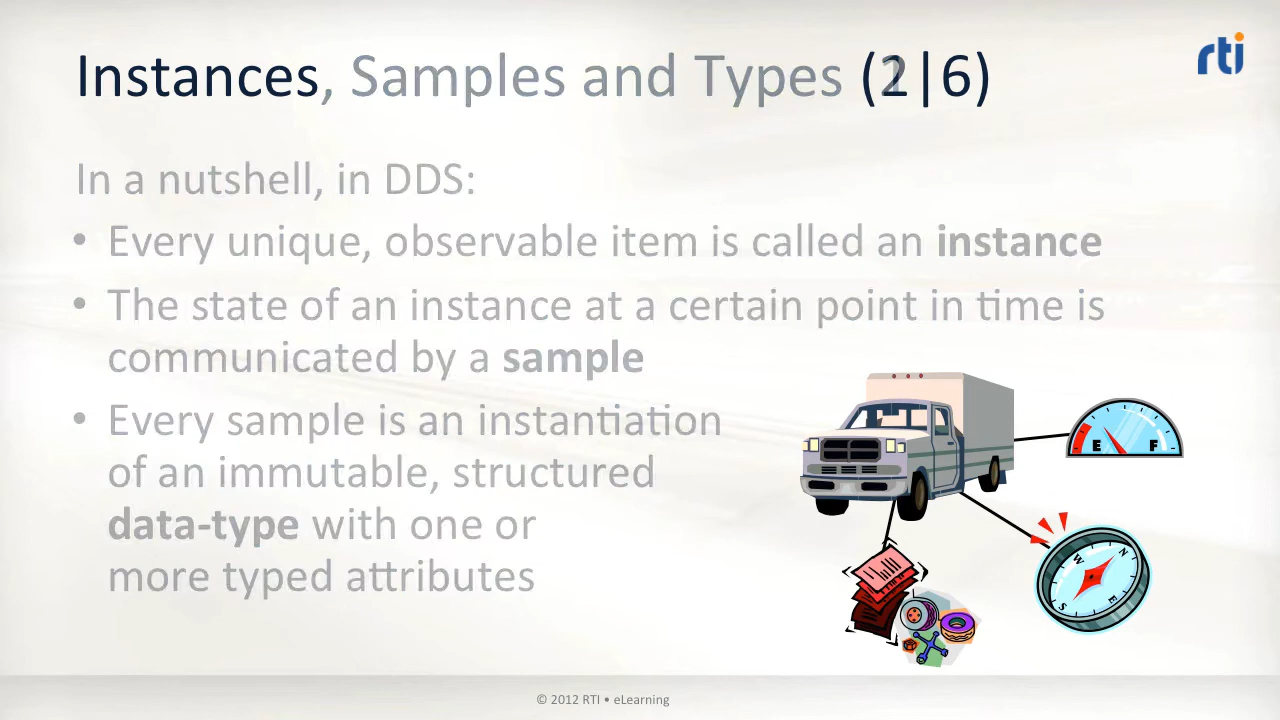 Instances, Samples and Types (2|6)
rti
In a nutshell, in DDS:
• Every unique, observable item is called an instance
• The state of an instance at a certain point in time is
communicated by a sample
• Every sample is an instantiation
of an immutable, structured
data-type with one or
more typed attributes
E F
N
W
E
S
© 2012 RTI • eLearning